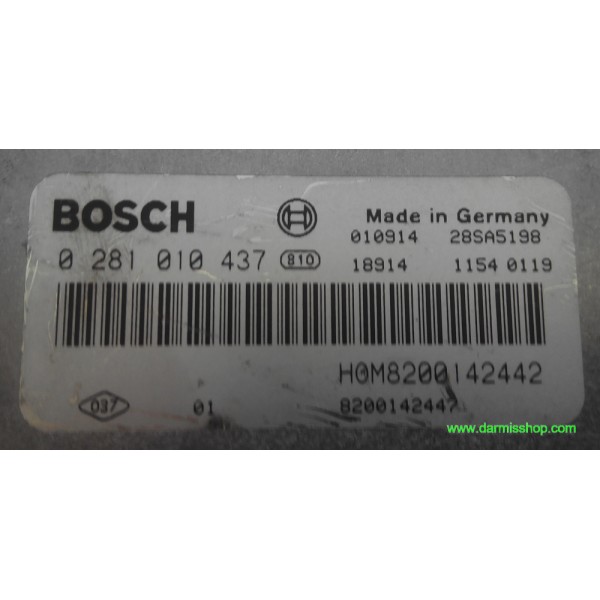 BOSCH
Made in Germany
010914 28SA5198
0 281 010 437 810
18914 1154 0119
HOM8200142442
037 01 8200142447
www.darmisshop.com